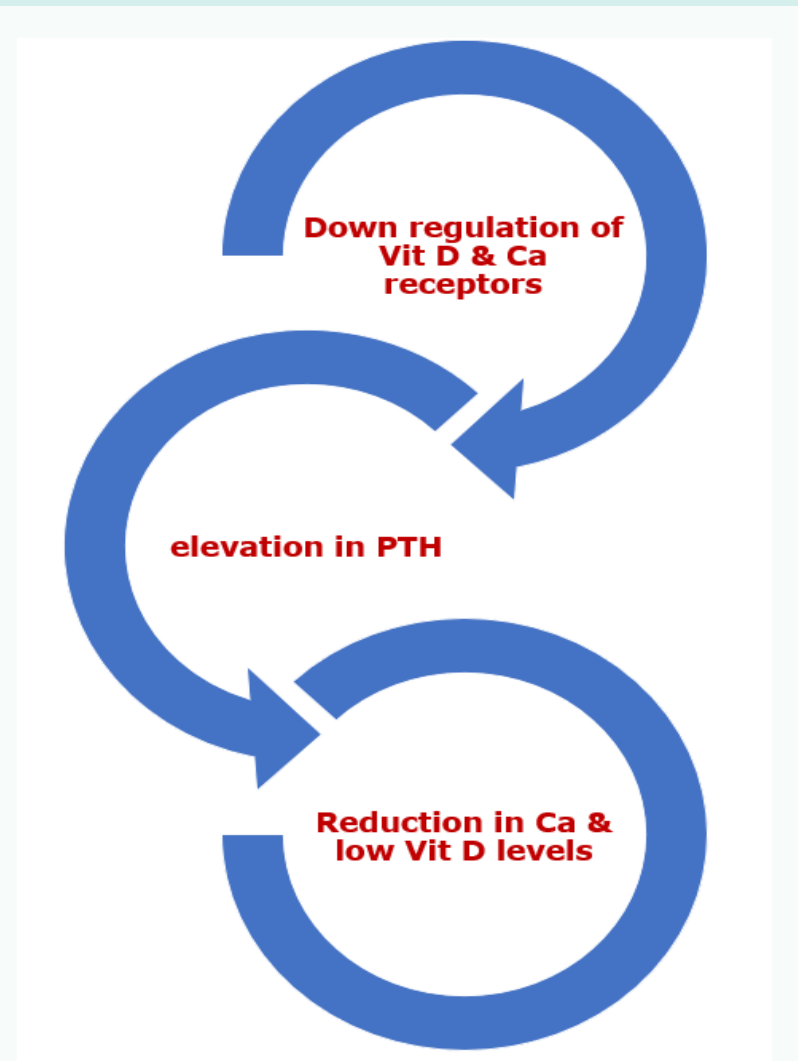 Down regulation of
Vit D & Ca
receptors
elevation in PTH
Reduction in Ca &
low Vit D levels